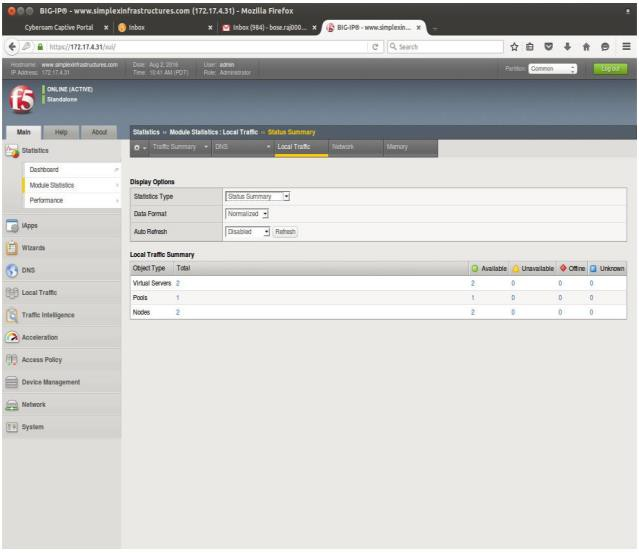 BIG-IP® - www.simplexinfrastructures.com (172.17.4.31) - Mozilla Firefox
Cyberoam Captive Portal × Inbox × Inbox (984) - bose.raj000... × BIG-IP® - www.simplexin... ×
https://172.17.4.31/xui/ Search
Hostname: www.simplexinfrastructures.com Date: Aug 2, 2016 User: admin
IP Address: 172.17.4.31 Time: 10:41 AM (PDT) Role: Administrator
Partition: Common Log out
f5
ONLINE (ACTIVE)
Standalone
Main Help About
Statistics » Module Statistics : Local Traffic » Status Summary
Traffic Summary DNS Local Traffic Network Memory
Statistics
Dashboard
Module Statistics
Performance
iApps
Wizards
DNS
Local Traffic
Traffic Intelligence
Acceleration
Access Policy
Device Management
Network
System
Display Options
Statistics Type Status Summary
Data Format Normalized
Auto Refresh Disabled Refresh
Local Traffic Summary
Object Type Total Available Unavailable Offline Unknown
Virtual Servers 2 2 0 0 0
Pools 1 1 0 0 0
Nodes 2 2 0 0 0